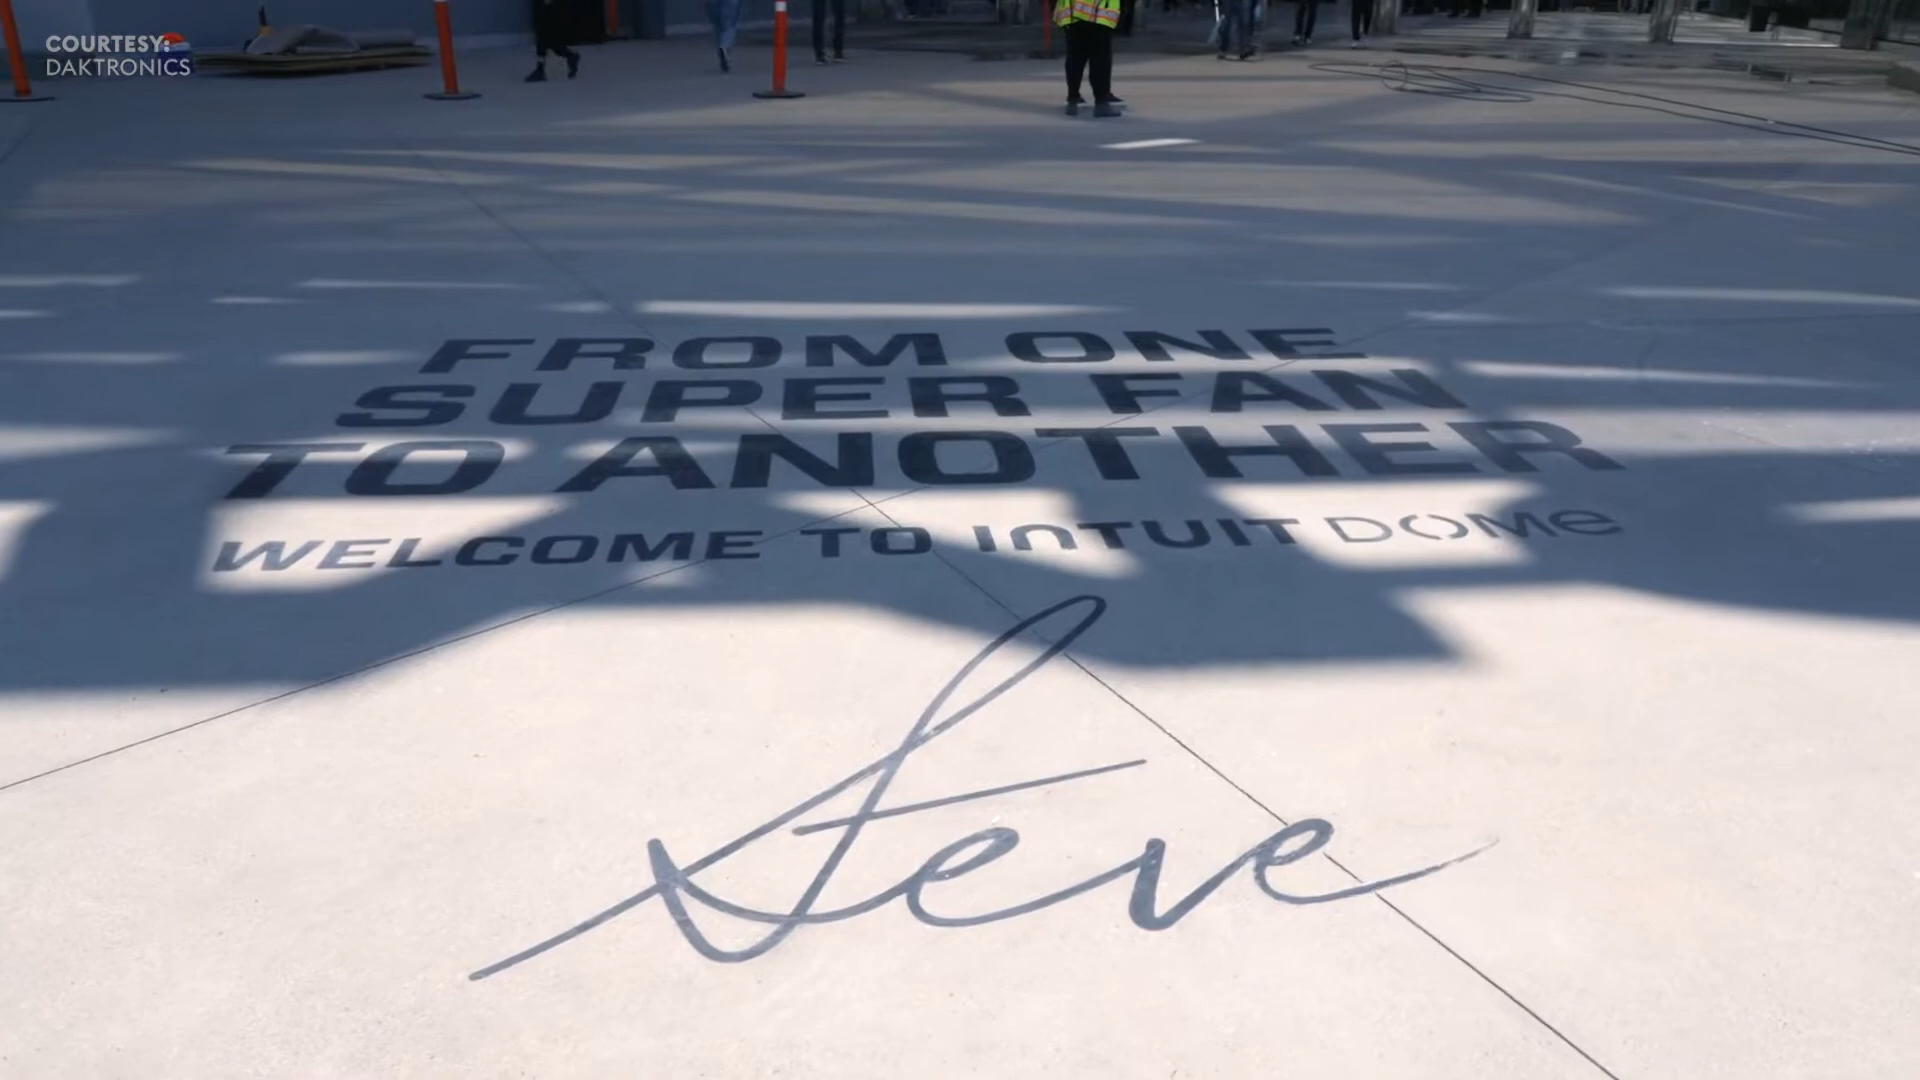 COURTESY:
DAKTRONICS
FROM ONE
SUPER FAN
TO ANOTHER
WELCOME TO INTUIT DOME
Steve